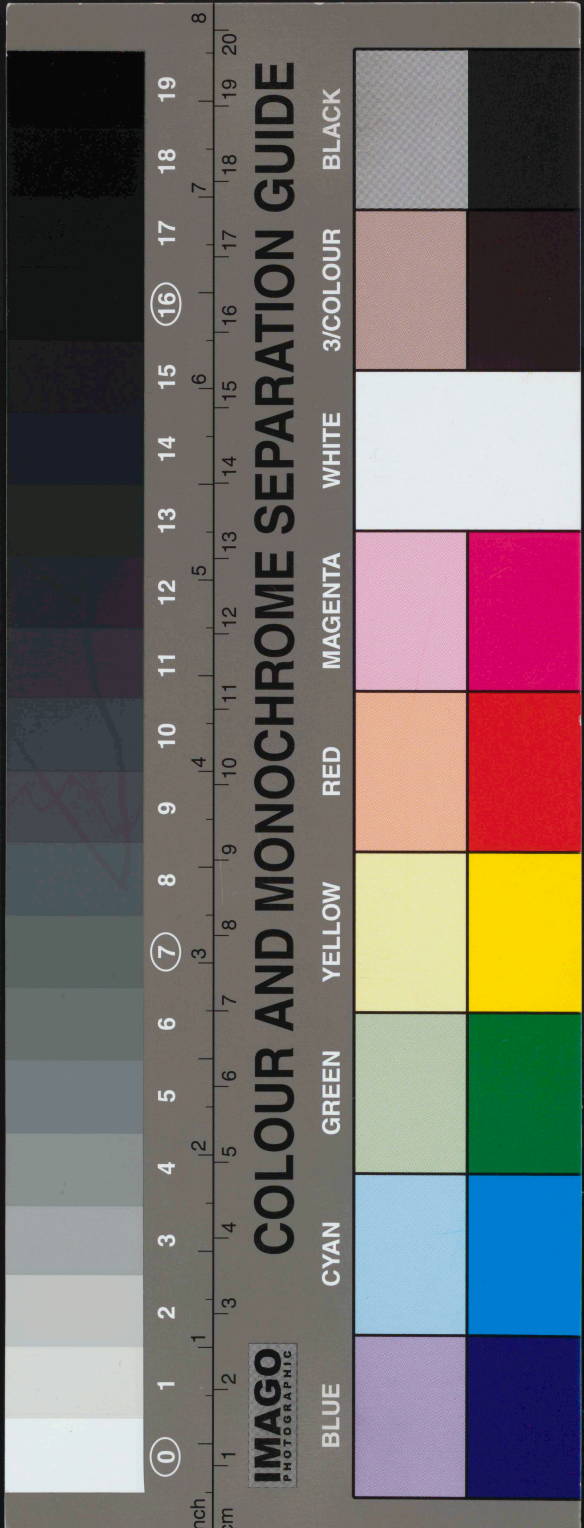 0 1 2 3 4 5 6 7 8 9 10 11 12 13 14 15 16 17 18 19
nch 1 2 3 4 5 6 7 8
cm 1 2 3 4 5 6 7 8 9 10 11 12 13 14 15 16 17 18 19 20
COLOUR AND MONOCHROME SEPARATION GUIDE
IMAGO
PHOTOGRAPHIC
BLUE CYAN GREEN YELLOW RED MAGENTA WHITE 3/COLOUR BLACK